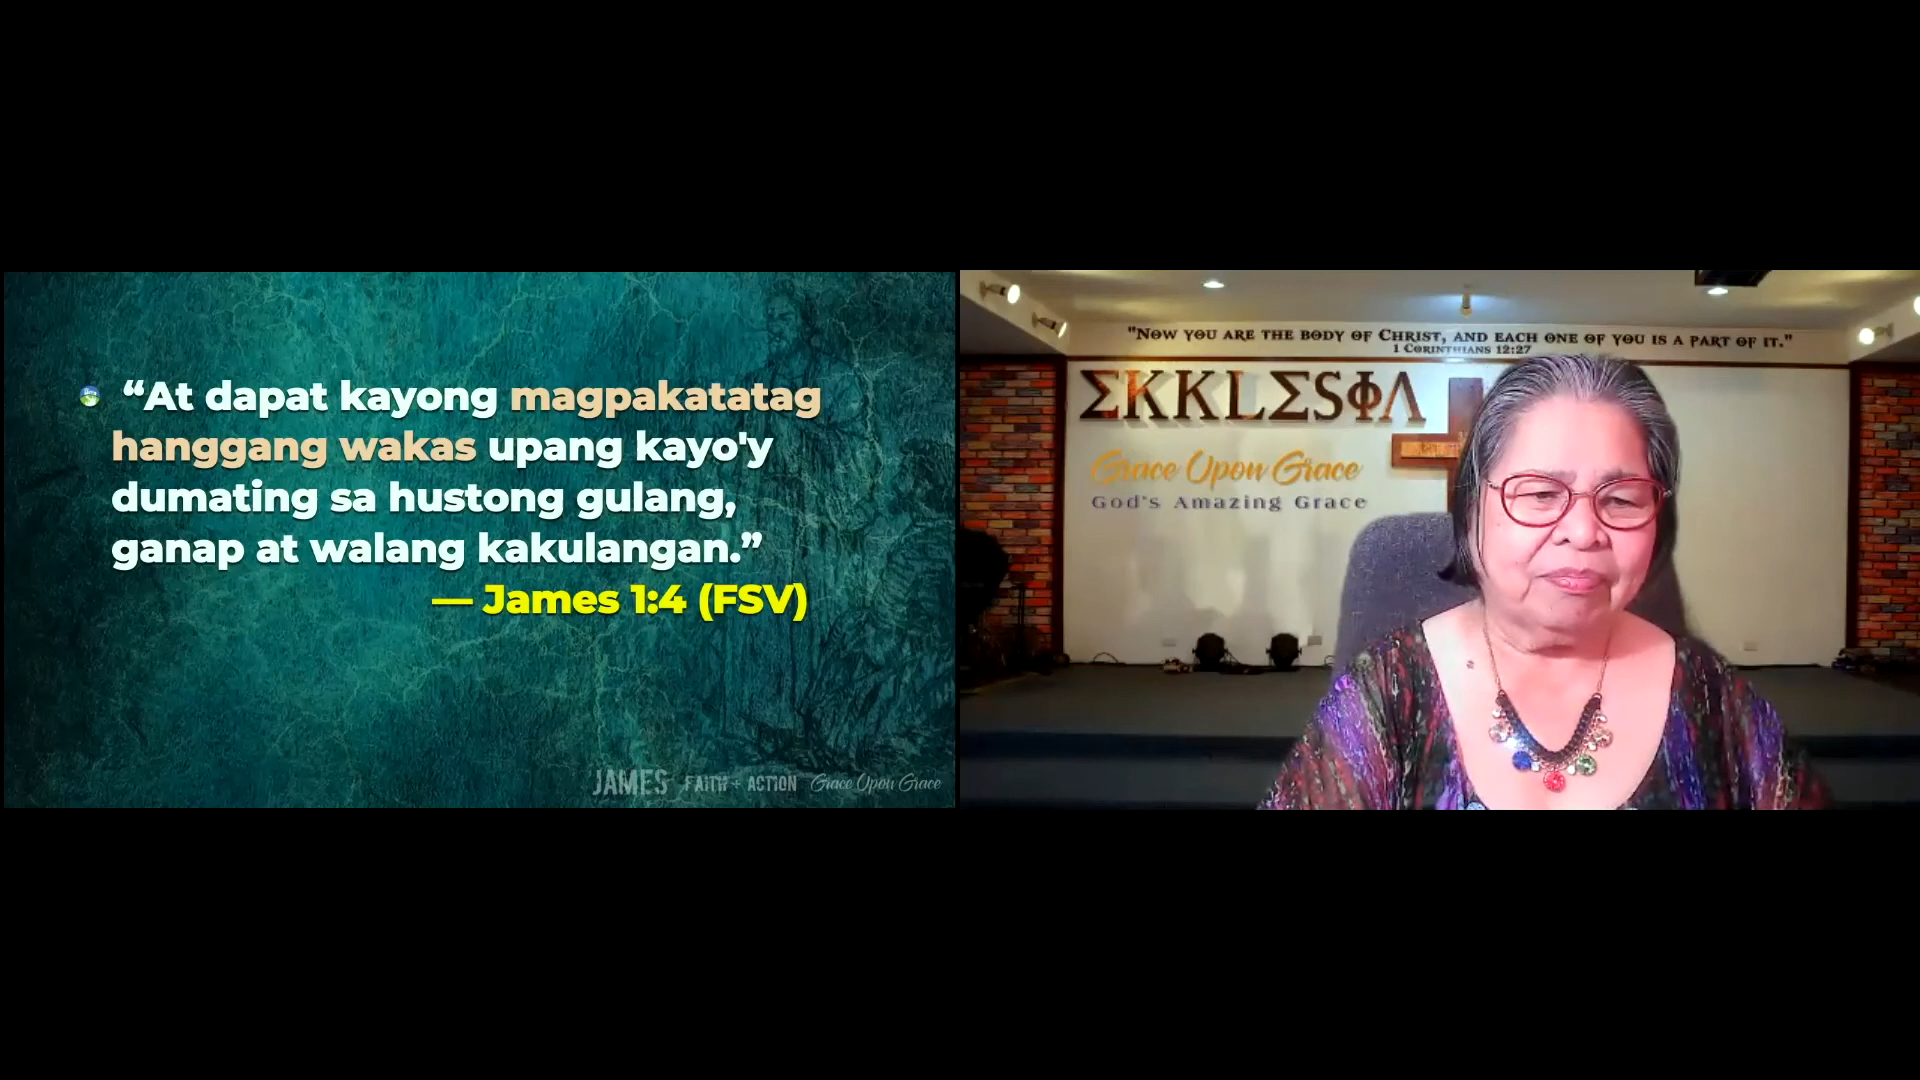 “At dapat kayong magpakatatag
hanggang wakas upang kayo'y
dumating sa hustong gulang,
ganap at walang kakulangan.”
— James 1:4 (FSV)
JAMES FAITH + ACTION Grace Upon Grace
"Now you are the body of Christ, and each one of you is a part of it."
1 Corinthians 12:27
ΣKKLΣSΦΛ
Grace Upon Grace
God's Amazing Grace